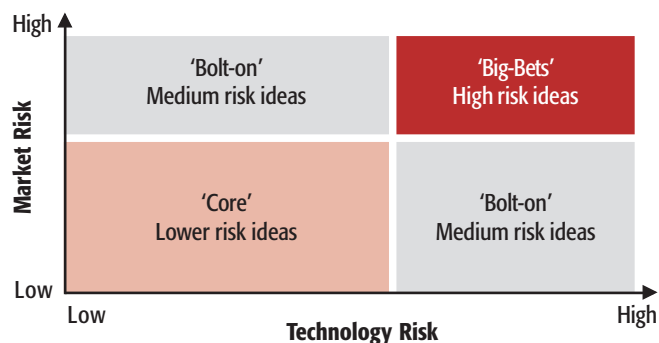 High
‘Bolt-on’
Medium risk ideas
‘Big-Bets’
High risk ideas
Market Risk
‘Core’
Lower risk ideas
‘Bolt-on’
Medium risk ideas
Low
Low
High
Technology Risk